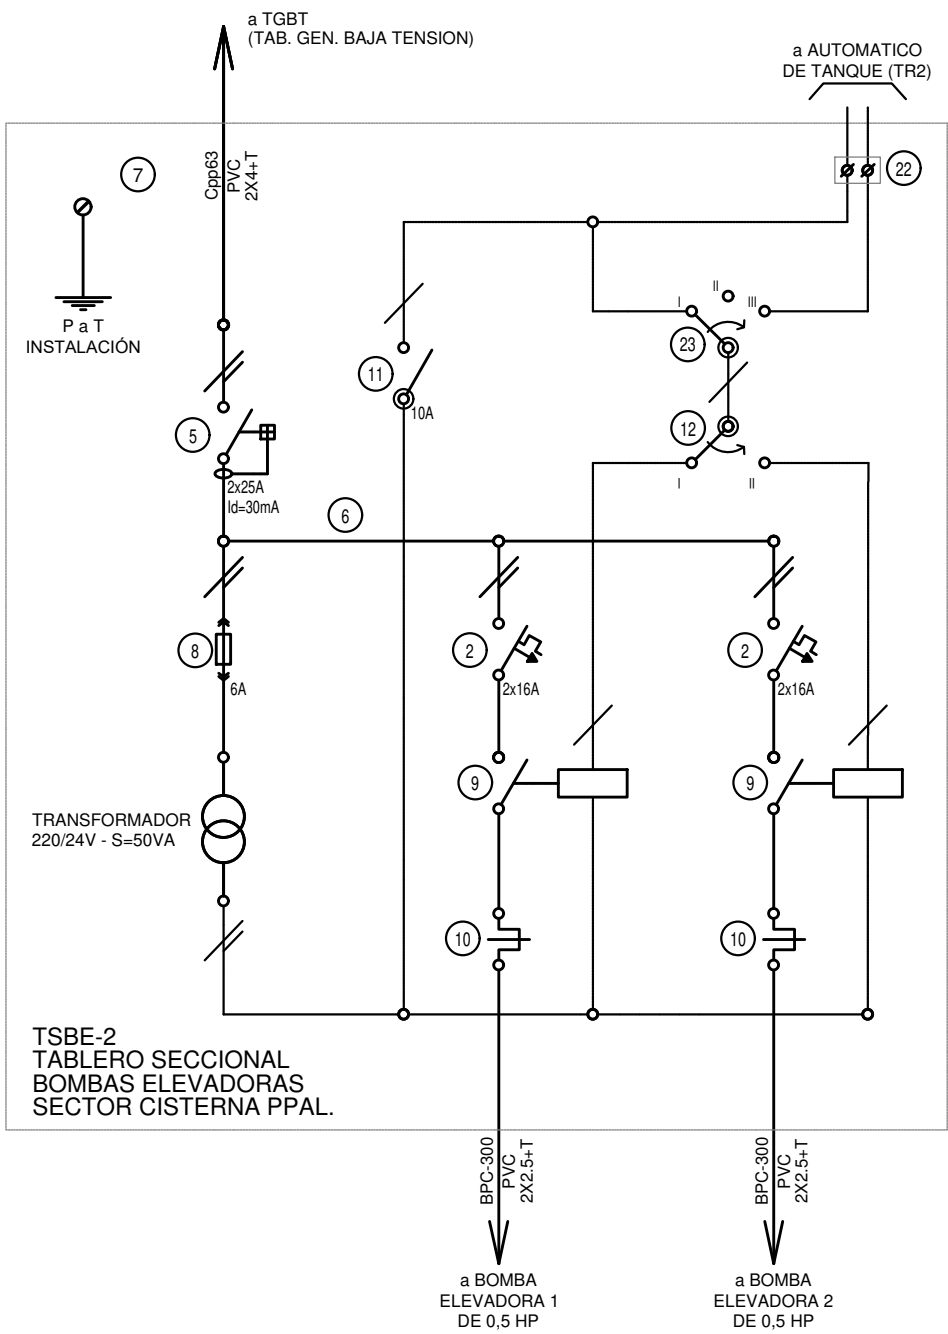 a TGBT
(TAB. GEN. BAJA TENSION)
a AUTOMATICO
DE TANQUE (TR2)
Cpp63
PVC
2X4+T
7
22
P a T
INSTALACIÓN
I
II
III
23
11
10A
12
I
II
5
2x25A
Id=30mA
6
8
6A
2
2x16A
2
2x16A
9
9
TRANSFORMADOR
220/24V - S=50VA
10
10
TSBE-2
TABLERO SECCIONAL
BOMBAS ELEVADORAS
SECTOR CISTERNA PPAL.
BPC-300
PVC
2X2.5+T
BPC-300
PVC
2X2.5+T
a BOMBA
ELEVADORA 1
DE 0,5 HP
a BOMBA
ELEVADORA 2
DE 0,5 HP